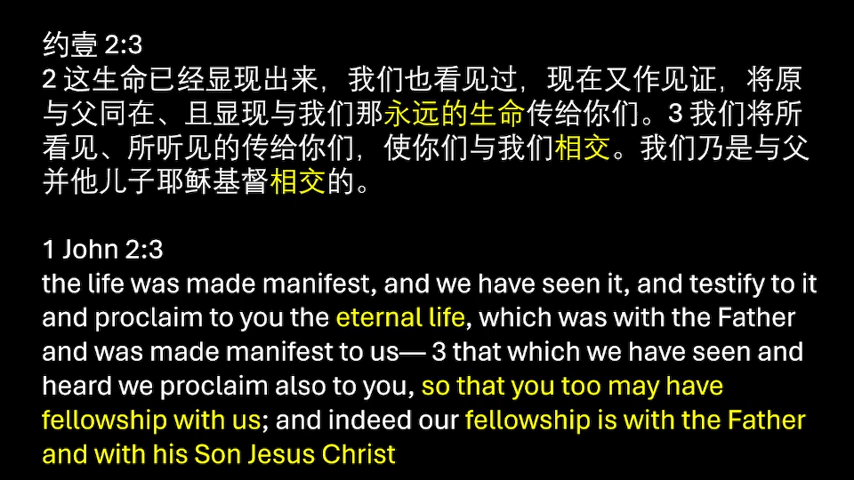 约壹 2:3
2 这生命已经显现出来，我们也看见过，现在又作见证，将原
与父同在、且显现与我们那永远的生命传给你们。3 我们将所
看见、所听见的传给你们，使你们与我们相交。我们乃是与父
并他儿子耶稣基督相交的。
1 John 2:3
the life was made manifest, and we have seen it, and testify to it
and proclaim to you the eternal life, which was with the Father
and was made manifest to us— 3 that which we have seen and
heard we proclaim also to you, so that you too may have
fellowship with us; and indeed our fellowship is with the Father
and with his Son Jesus Christ